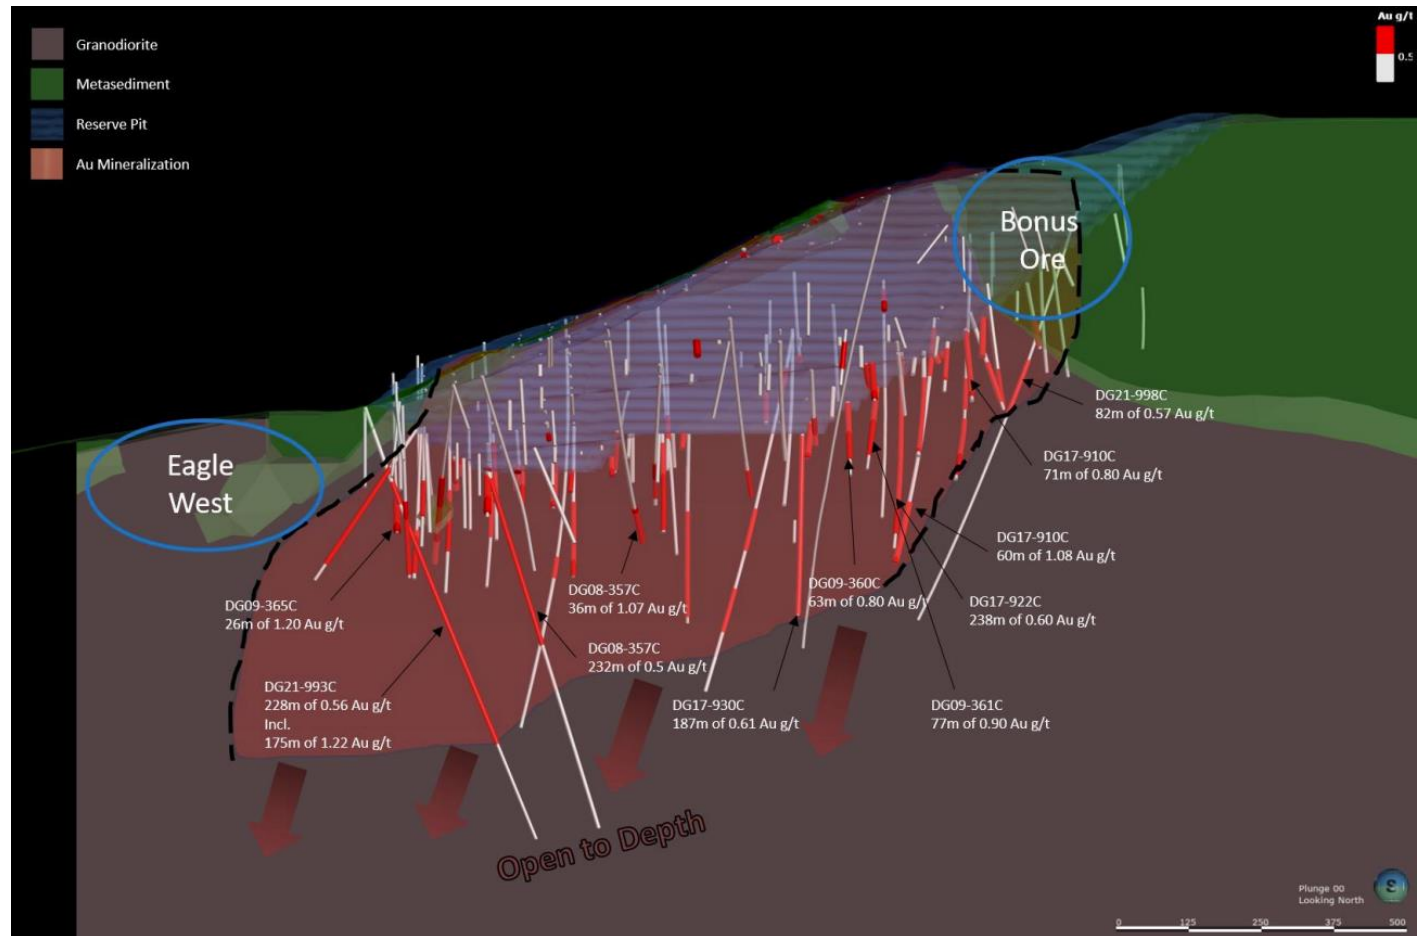 Au g/t
0.5
Granodiorite
Metasediment
Reserve Pit
Au Mineralization
Bonus
Ore
Eagle
West
DG21-998C
82m of 0.57 Au g/t
DG17-910C
71m of 0.80 Au g/t
DG17-910C
60m of 1.08 Au g/t
DG09-360C
63m of 0.80 Au g/t
DG08-357C
36m of 1.07 Au g/t
DG09-365C
26m of 1.20 Au g/t
DG17-922C
238m of 0.60 Au g/t
DG08-357C
232m of 0.5 Au g/t
DG21-993C
228m of 0.56 Au g/t
Incl.
175m of 1.22 Au g/t
DG17-930C
187m of 0.61 Au g/t
DG09-361C
77m of 0.90 Au g/t
Open to Depth
Plunge 00
Looking North
0 125 250 375 500